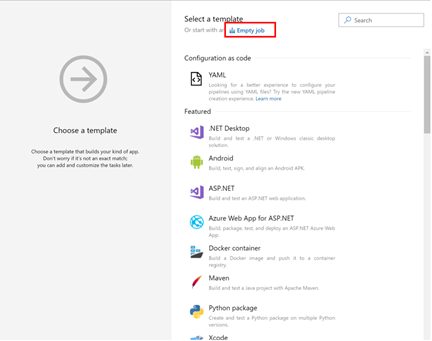 Select a template
Or start with an Empty job
Search
Choose a template
Choose a template that builds your kind of app.
Don't worry if it's not an exact match;
you can add and customize the tasks later.
Configuration as code
YAML
Looking for a better experience to configure your
pipelines using YAML files? Try the new YAML pipeline
creation experience. Learn more
Featured
.NET Desktop
Build and test a .NET or Windows classic desktop
solution.
Android
Build, test, sign, and align an Android APK.
ASP.NET
Build and test an ASP.NET web application.
Azure Web App for ASP.NET
Build, package, test, and deploy an ASP.NET Azure Web
App.
Docker container
Build a Docker image and push it to a container
registry.
Maven
Build and test a Java project with Apache Maven.
Python package
Create and test a Python package on multiple Python
versions.
Xcode